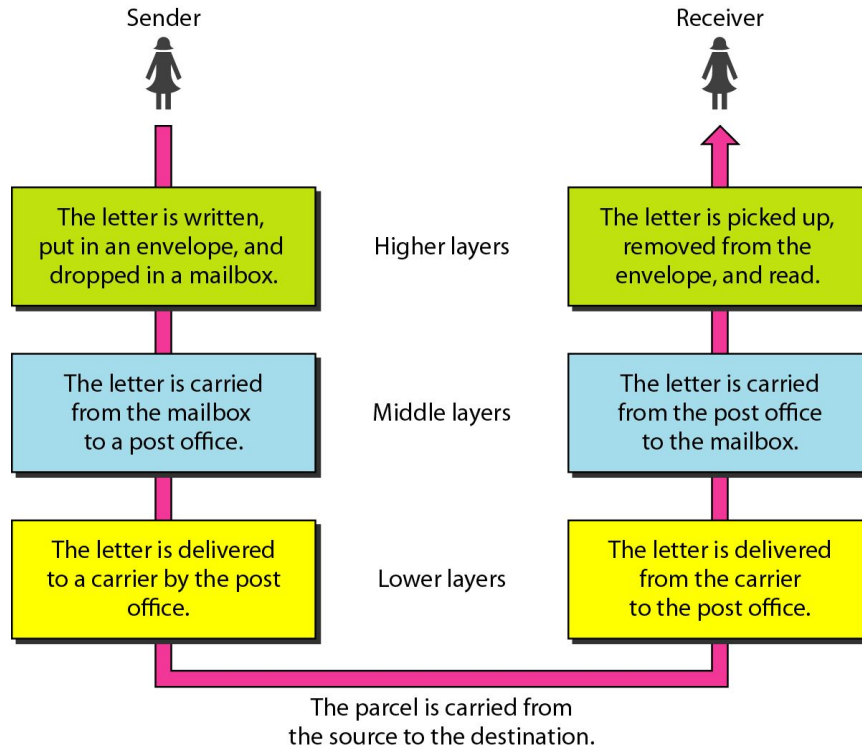 Sender
Receiver
The letter is written,
put in an envelope, and
dropped in a mailbox.
Higher layers
The letter is picked up,
removed from the
envelope, and read.
The letter is carried
from the mailbox
to a post office.
Middle layers
The letter is carried
from the post office
to the mailbox.
The letter is delivered
to a carrier by the post
office.
Lower layers
The letter is delivered
from the carrier
to the post office.
The parcel is carried from
the source to the destination.